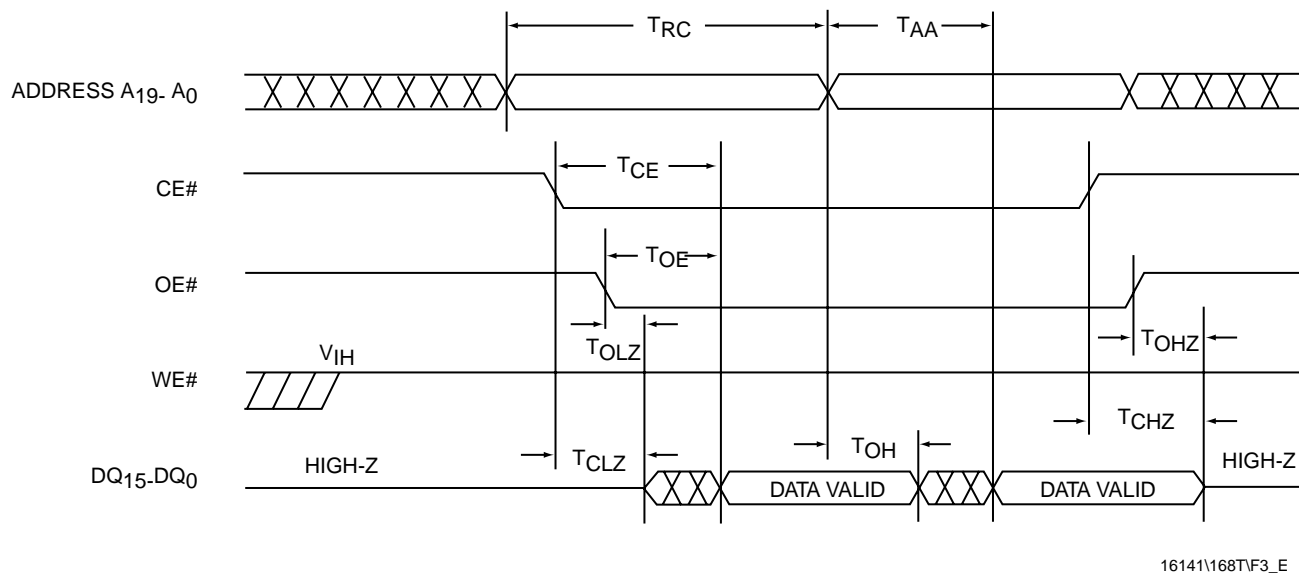 TRC TAA
ADDRESS A19- A0
TCE
CE#
TOE
OE#
TOLZ TOHZ
VIH
WE#
TCHZ
TCLZ TOH
HIGH-Z HIGH-Z
DQ15-DQ0
DATA VALID DATA VALID
16141\168T\F3_E